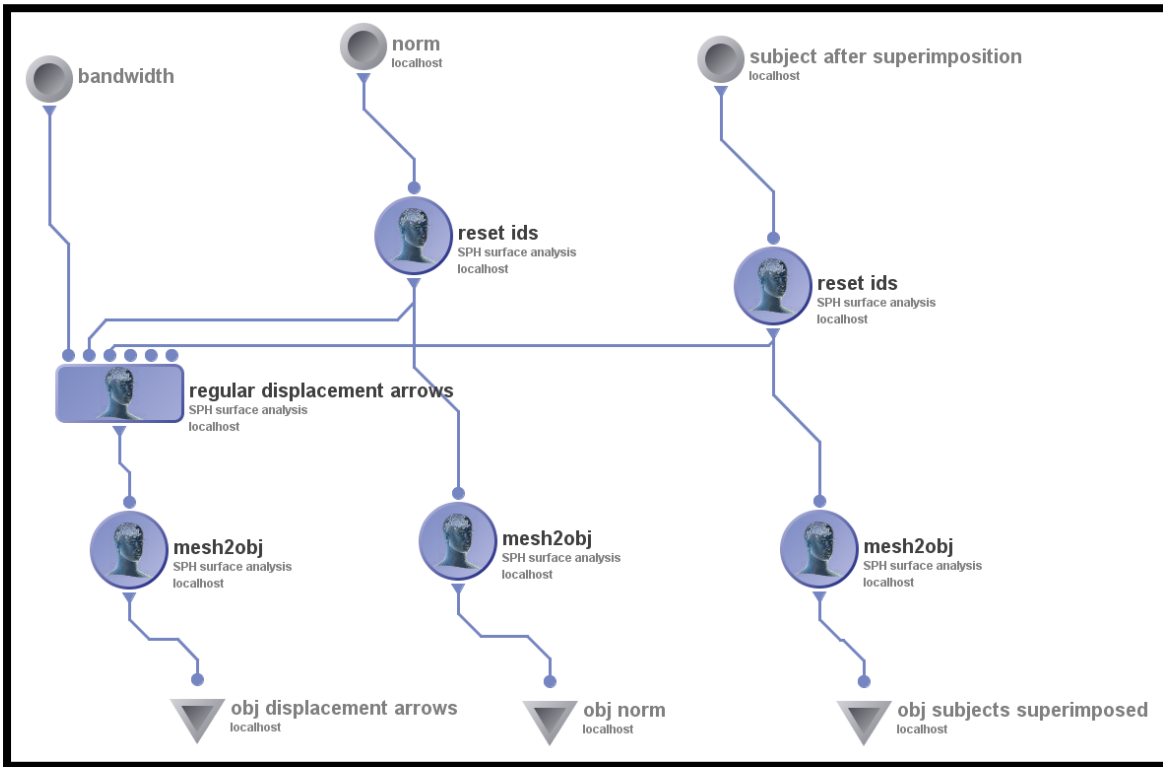 norm
localhost
bandwidth
subject after superimposition
localhost
reset ids
SPH surface analysis
localhost
reset ids
SPH surface analysis
localhost
regular displacement arrows
SPH surface analysis
localhost
mesh2obj
SPH surface analysis
localhost
mesh2obj
SPH surface analysis
localhost
mesh2obj
SPH surface analysis
localhost
obj displacement arrows
localhost
obj norm
localhost
obj subjects superimposed
localhost